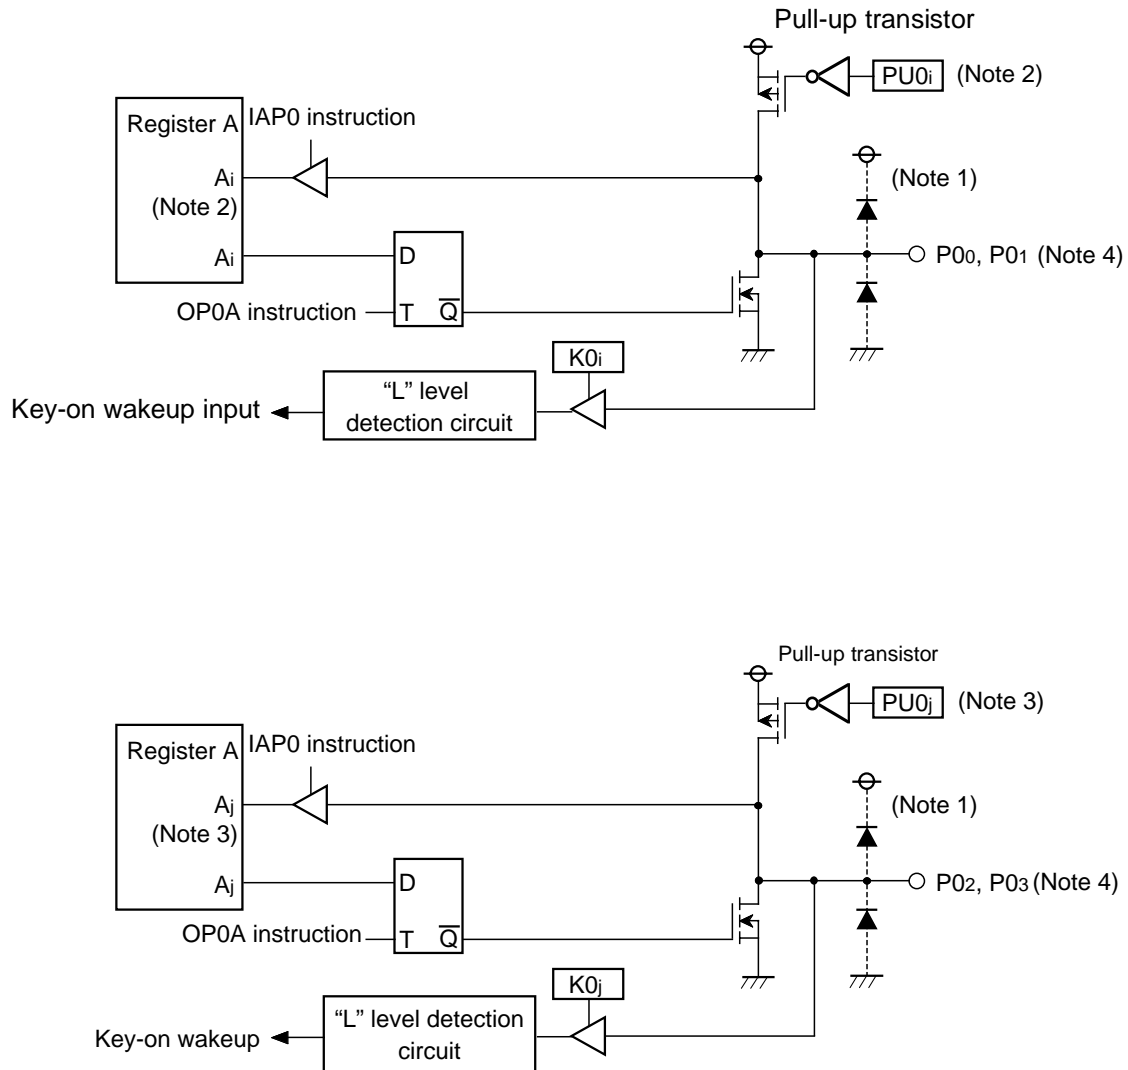 Pull-up transistor
PU0i (Note 2)
Register A
IAP0 instruction
Ai
(Note 2)
(Note 1)
Ai
D
P00, P01 (Note 4)
OP0A instruction
T Q̅
K0i
“L” level
detection circuit
Key-on wakeup input
Pull-up transistor
PU0j (Note 3)
Register A
IAP0 instruction
Aj
(Note 3)
(Note 1)
Aj
D
P02, P03 (Note 4)
OP0A instruction
T Q̅
K0j
“L” level detection
circuit
Key-on wakeup